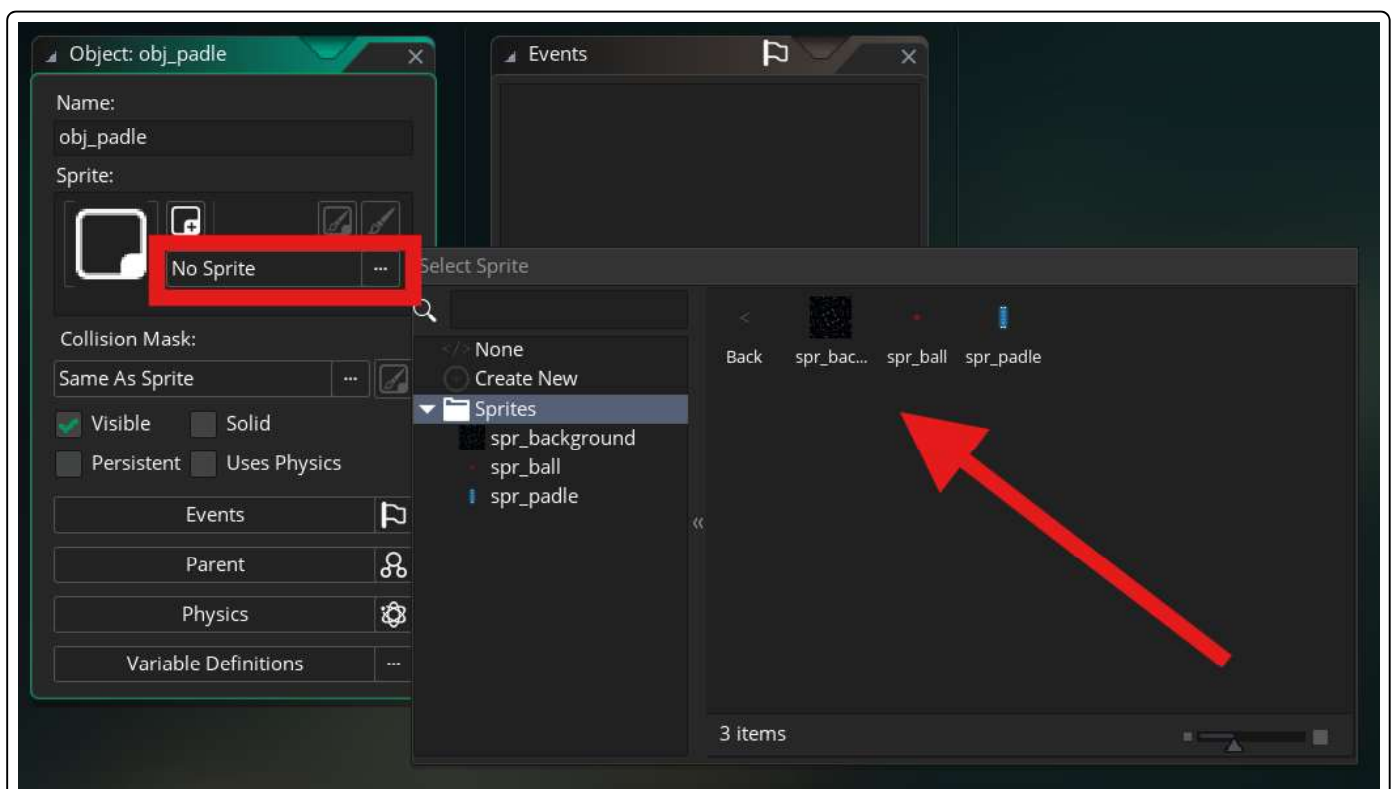 Object: obj_padle
Events
Name:
obj_padle
Sprite:
No Sprite
Select Sprite
Collision Mask:
Same As Sprite
Visible
Solid
Persistent
Uses Physics
Events
Parent
Physics
Variable Definitions
None
Create New
Sprites
spr_background
spr_ball
spr_padle
Back
spr_bac...
spr_ball
spr_padle
3 items